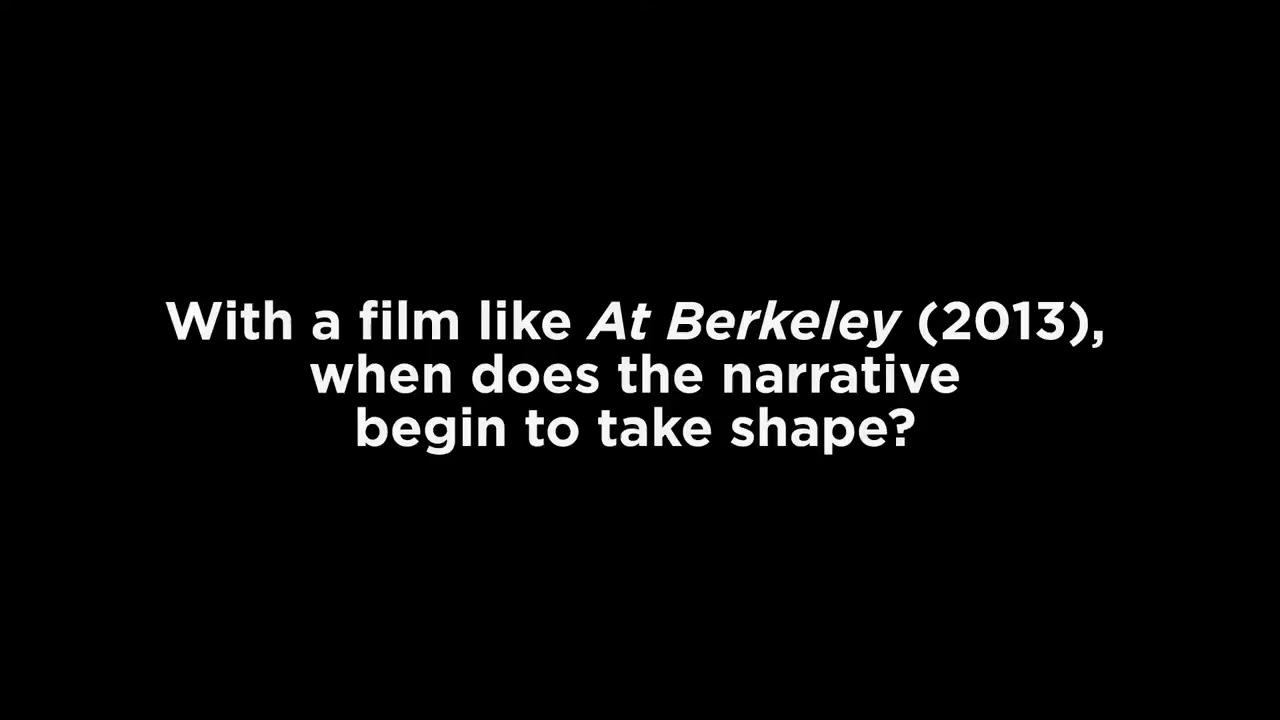 With a film like At Berkeley (2013),
when does the narrative
begin to take shape?